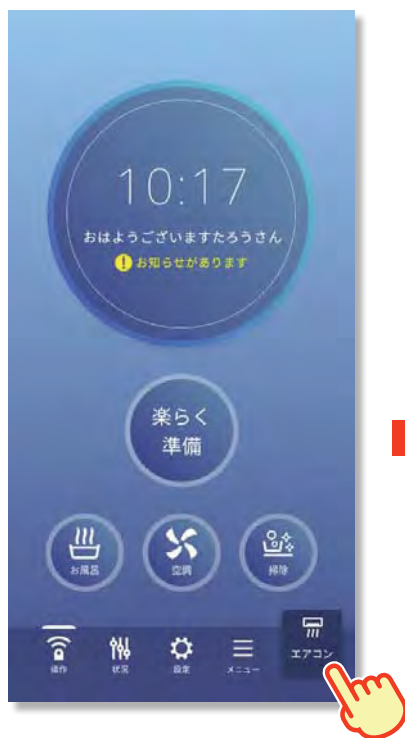 10:17
おはようございますたろうさん
! お知らせがあります
楽らく
準備
お風呂
空調
掃除
操作
状況
設定
メニュー
エアコン